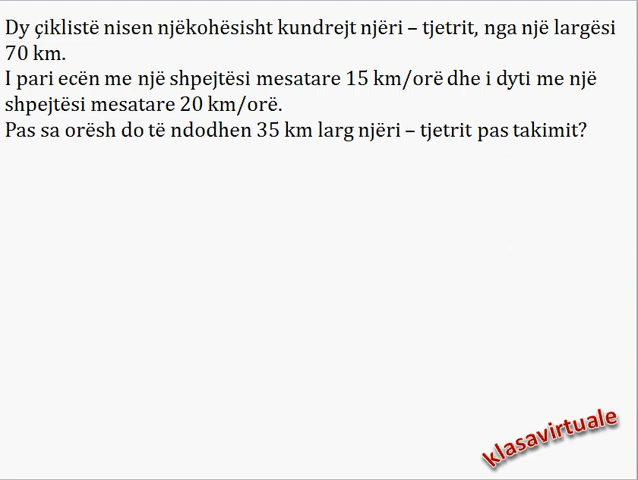 Dy çiklistë nisen njëkohësisht kundrejt njëri – tjetrit, nga një largësi
70 km.
I pari ecën me një shpejtësi mesatare 15 km/orë dhe i dyti me një
shpejtësi mesatare 20 km/orë.
Pas sa orësh do të ndodhen 35 km larg njëri – tjetrit pas takimit?
klasavirtuale